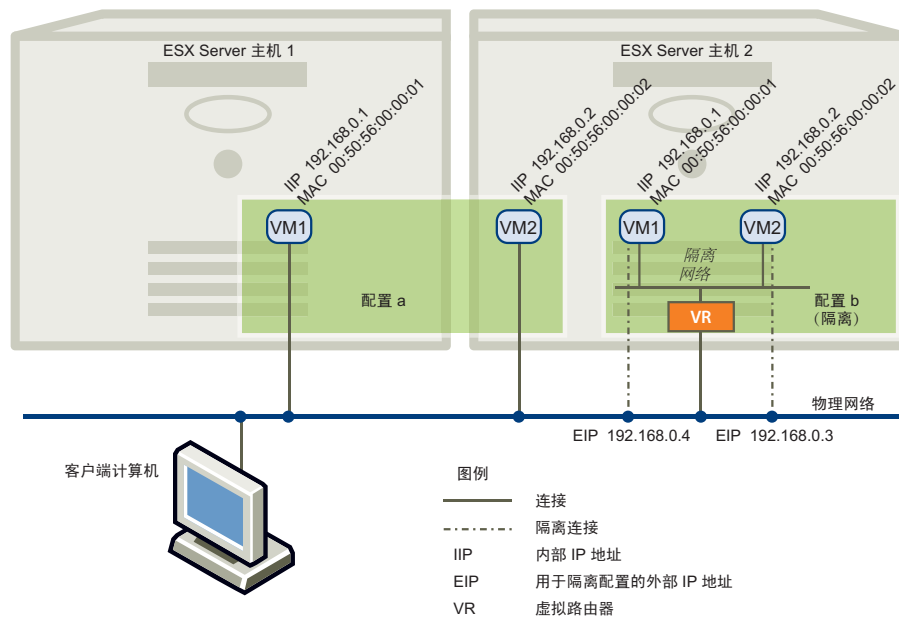 ESX Server 主机 1
ESX Server 主机 2
IIP 192.168.0.1
MAC 00:50:56:00:00:01
IIP 192.168.0.2
MAC 00:50:56:00:00:02
IIP 192.168.0.1
MAC 00:50:56:00:00:01
IIP 192.168.0.2
MAC 00:50:56:00:00:02
VM1
VM2
VM1
VM2
隔离
网络
配置 a
VR
配置 b
（隔离）
物理网络
EIP 192.168.0.4
EIP 192.168.0.3
客户端计算机
图例
连接
隔离连接
IIP 内部 IP 地址
EIP 用于隔离配置的外部 IP 地址
VR 虚拟路由器